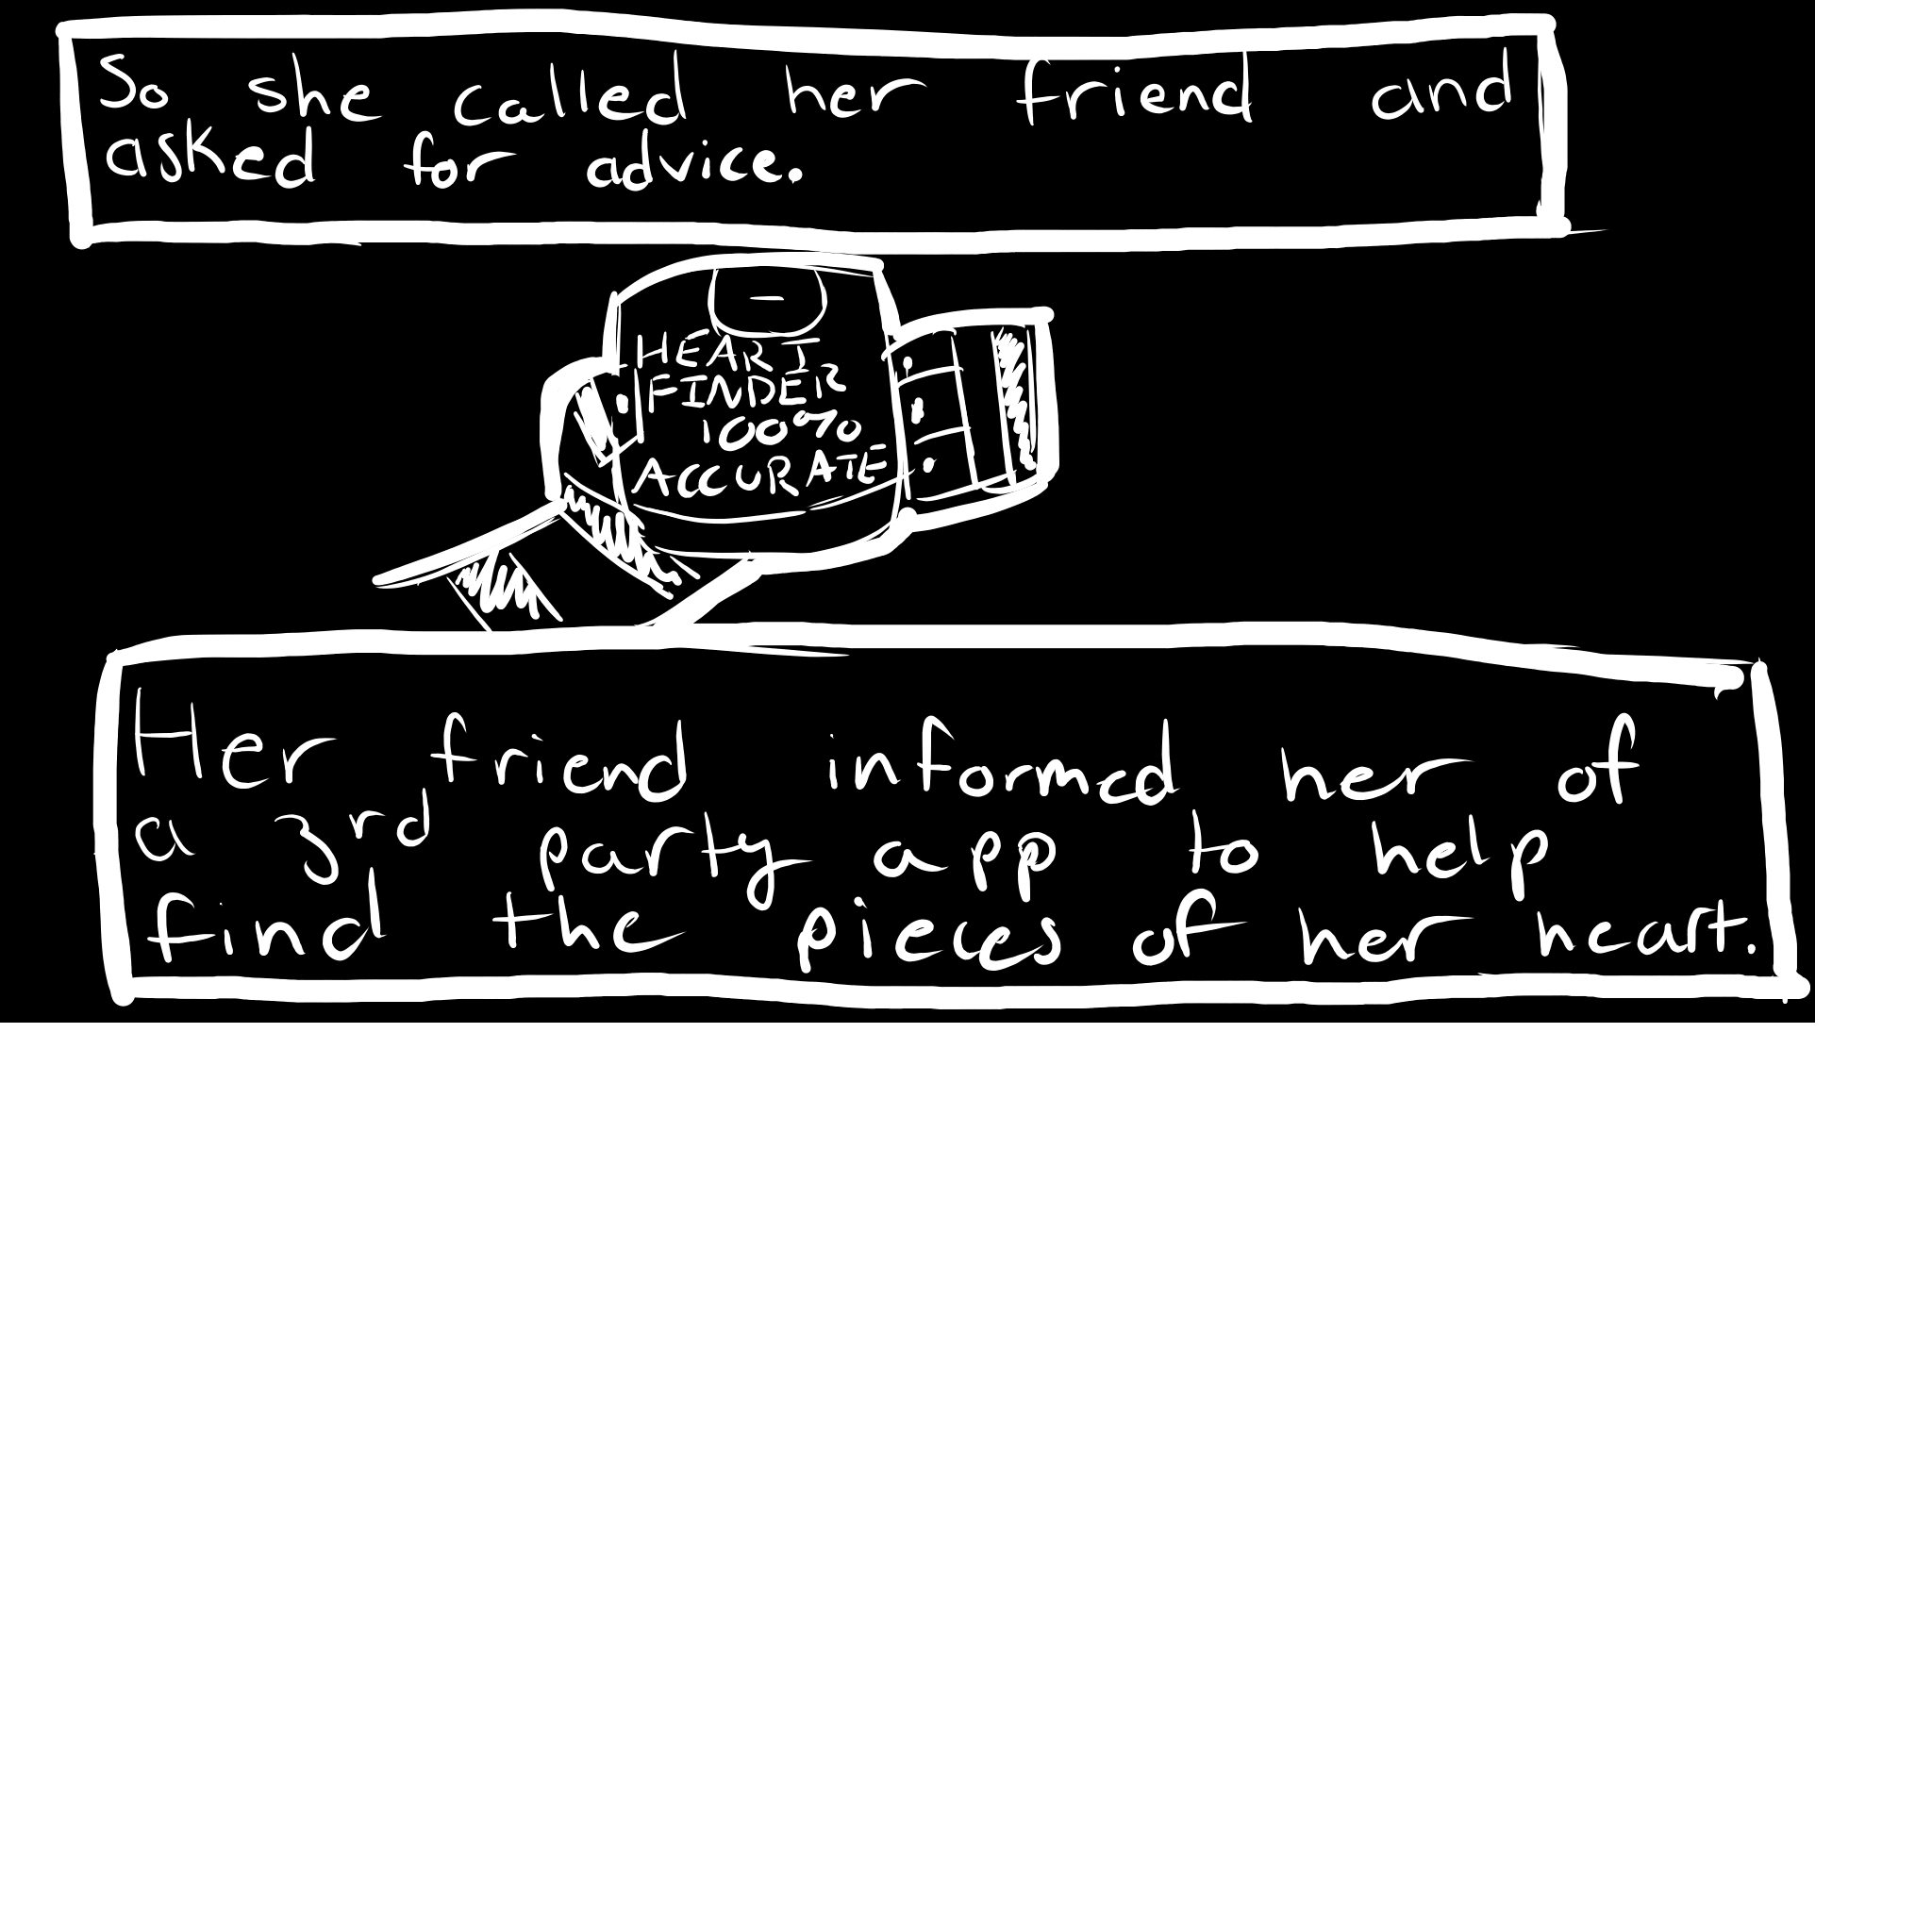 So she called her friend and
asked for advice.
HEART
FINDER
100%
ACCURATE
Her friend informed her of
a 3rd party app to help
find the pieces of her heart.